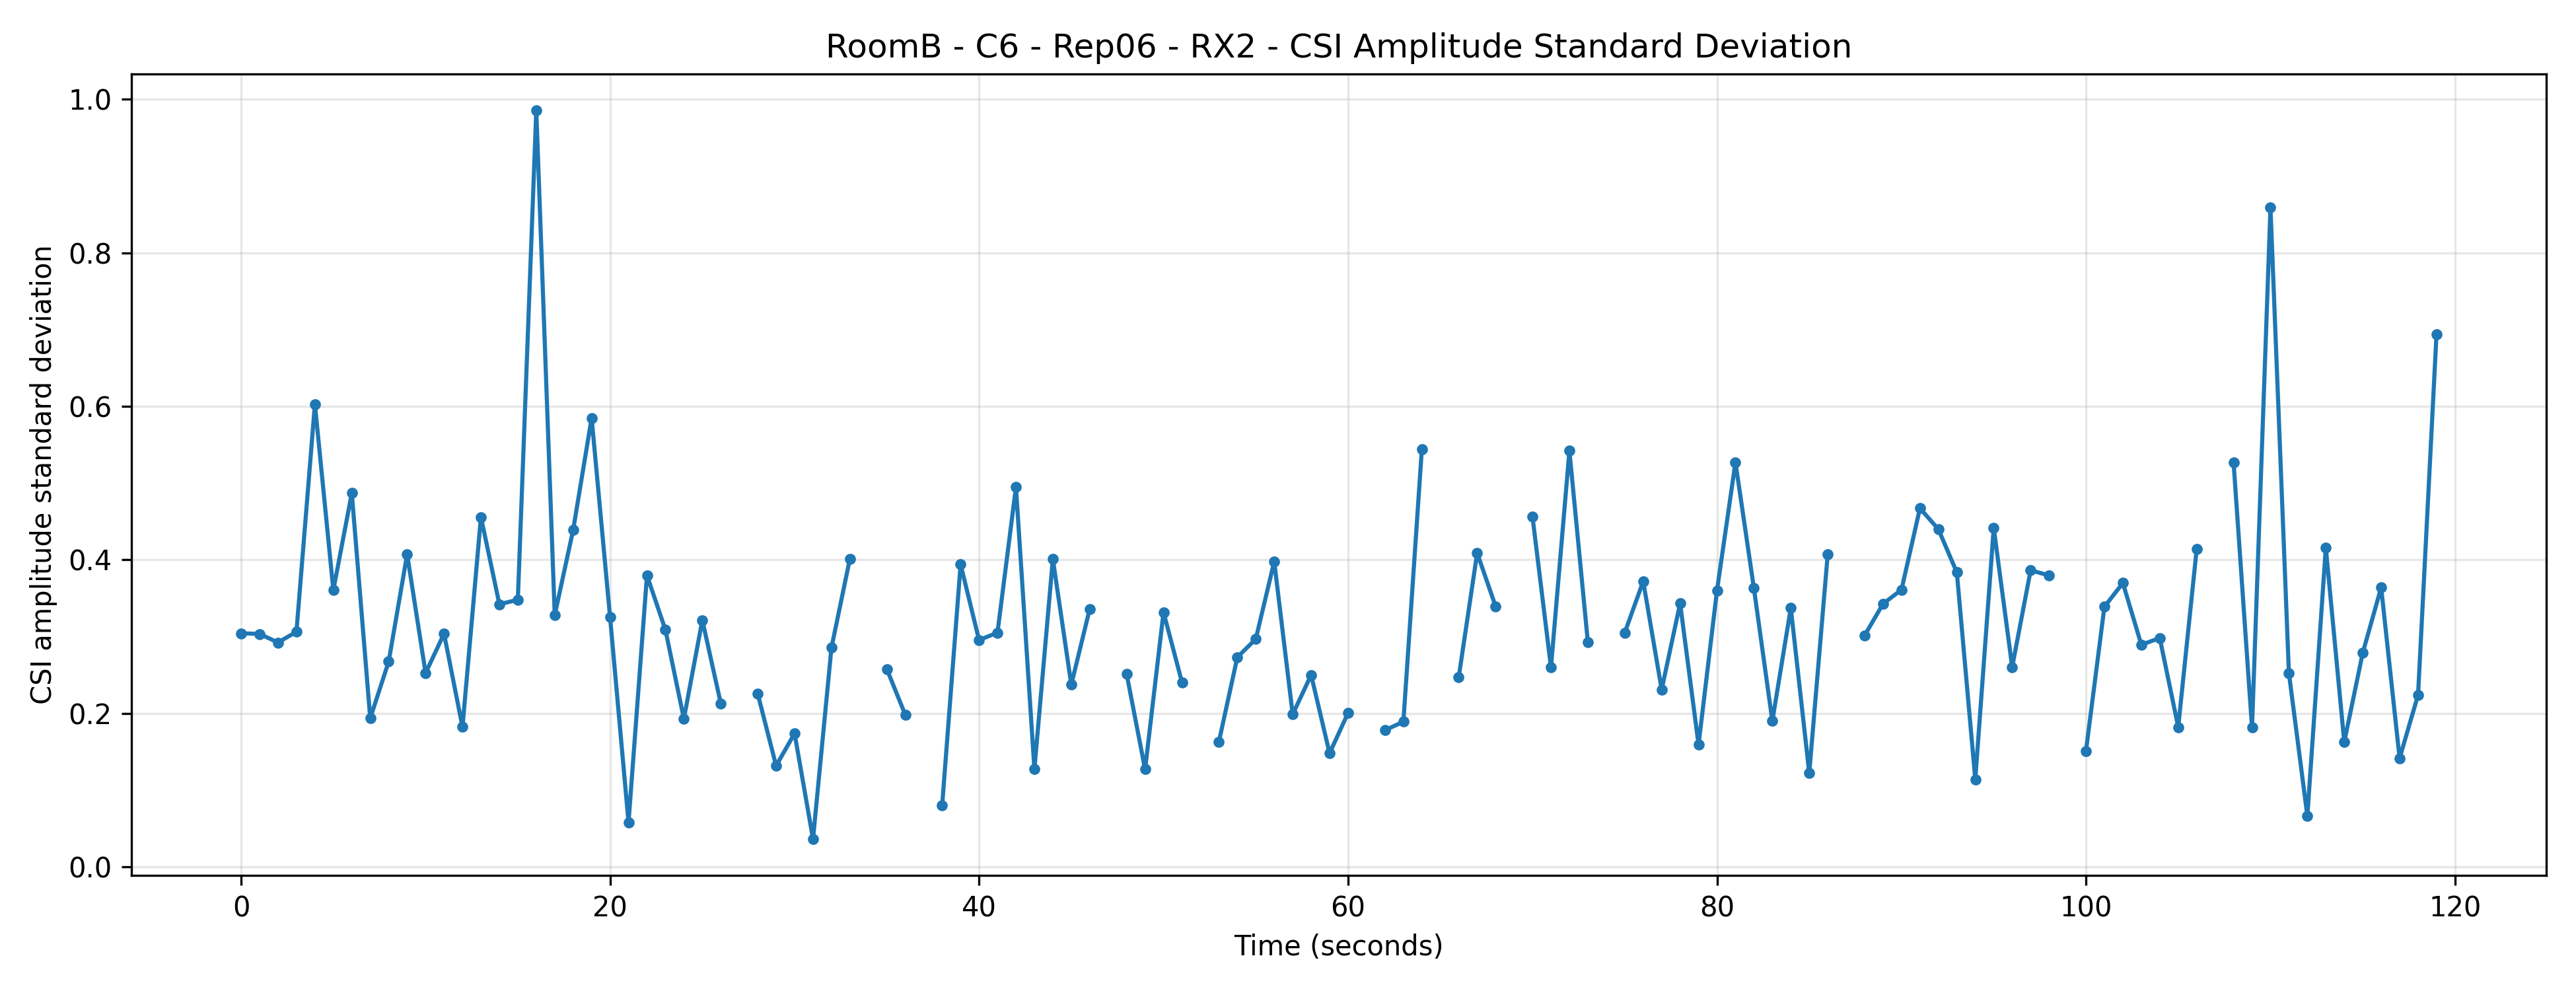 RoomB - C6 - Rep06 - RX2 - CSI Amplitude Standard Deviation
CSI amplitude standard deviation
1.0
0.8
0.6
0.4
0.2
0.0
0 20 40 60 80 100 120
Time (seconds)